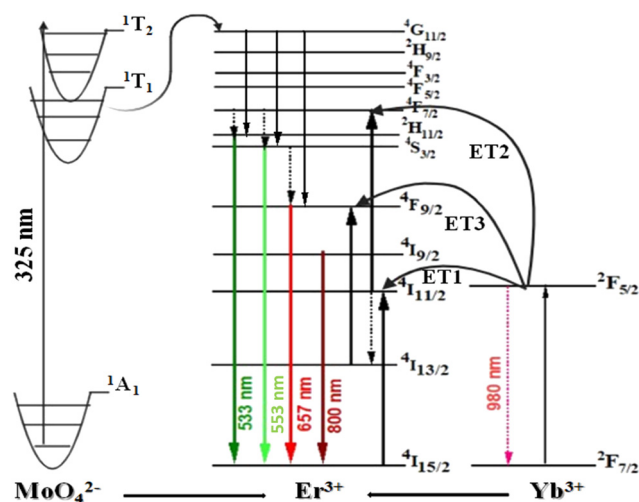 ¹T₂
¹T₁
325 nm
¹A₁
MoO₄²⁻
⁴G₁₁/₂
²H₉/₂
⁴F₃/₂
⁴F₅/₂
⁴F₇/₂
²H₁₁/₂
⁴S₃/₂
⁴F₉/₂
⁴I₉/₂
⁴I₁₁/₂
⁴I₁₃/₂
⁴I₁₅/₂
533 nm
553 nm
657 nm
800 nm
Er³⁺
ET2
ET3
ET1
²F₅/₂
980 nm
²F₇/₂
Yb³⁺